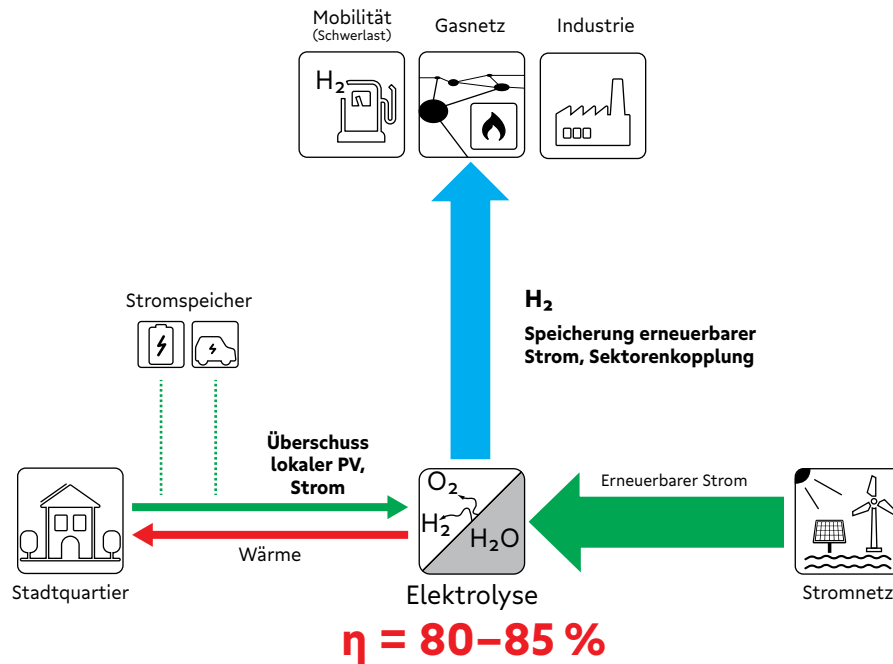 Mobilität
(Schwerlast)
Gasnetz
Industrie
H₂
H₂
Speicherung erneuerbarer
Strom, Sektorenkopplung
Stromspeicher
Überschuss
lokaler PV,
Strom
Erneuerbarer Strom
O₂
H₂
H₂O
Wärme
Stadtquartier
Elektrolyse
Stromnetz
η = 80–85 %